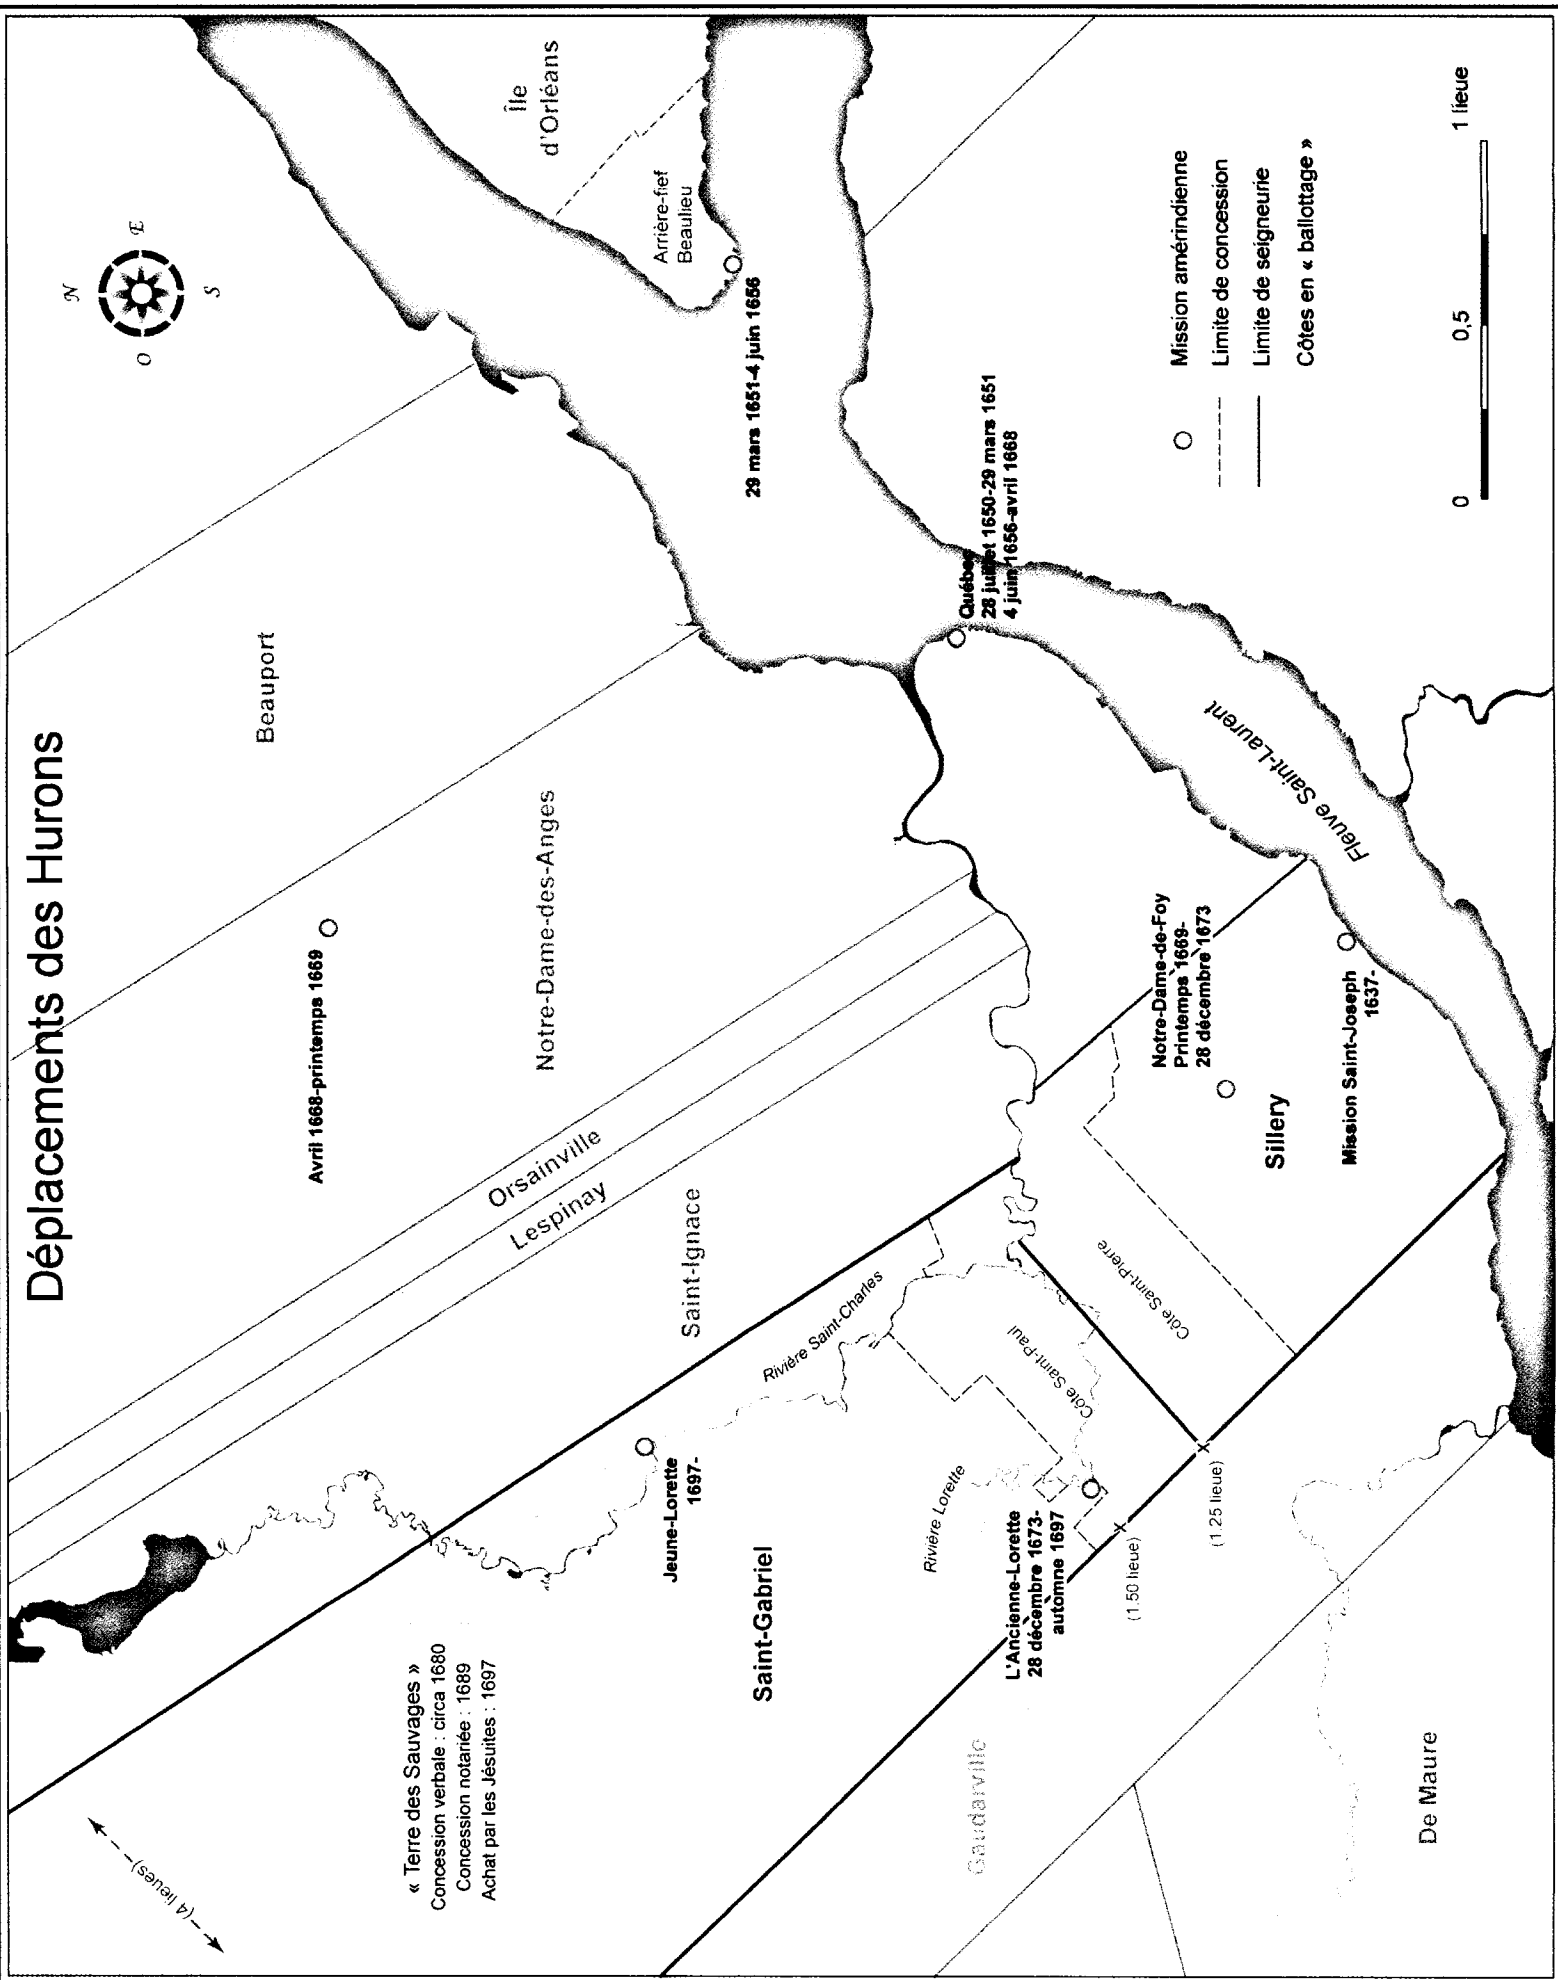 Déplacements des Hurons
N
O
E
S
Île
d'Orléans
Arrière-fief
Beaulieu
29 mars 1651-4 juin 1656
Beauport
Avril 1668-printemps 1669
Notre-Dame-des-Anges
Orsainville
Lespinay
Saint-Ignace
Québec
28 juillet 1650-29 mars 1651
4 juin 1656-avril 1668
Fleuve Saint-Laurent
Notre-Dame-de-Foy
Printemps 1669-
28 décembre 1673
Sillery
Mission Saint-Joseph
1637-
Côte Saint-Pierre
Côte Saint-Paul
Rivière Saint-Charles
Rivière Lorette
Jeune-Lorette
1697-
Saint-Gabriel
L'Ancienne-Lorette
28 décembre 1673-
automne 1697
(1.50 lieue)
(1.25 lieue)
« Terre des Sauvages »
Concession verbale : circa 1680
Concession notariée : 1689
Achat par les Jésuites : 1697
(4 lieues)
Gaudarville
De Maure
Mission amérindienne
Limite de concession
Limite de seigneurie
Côtes en « ballottage »
0
0,5
1 lieue